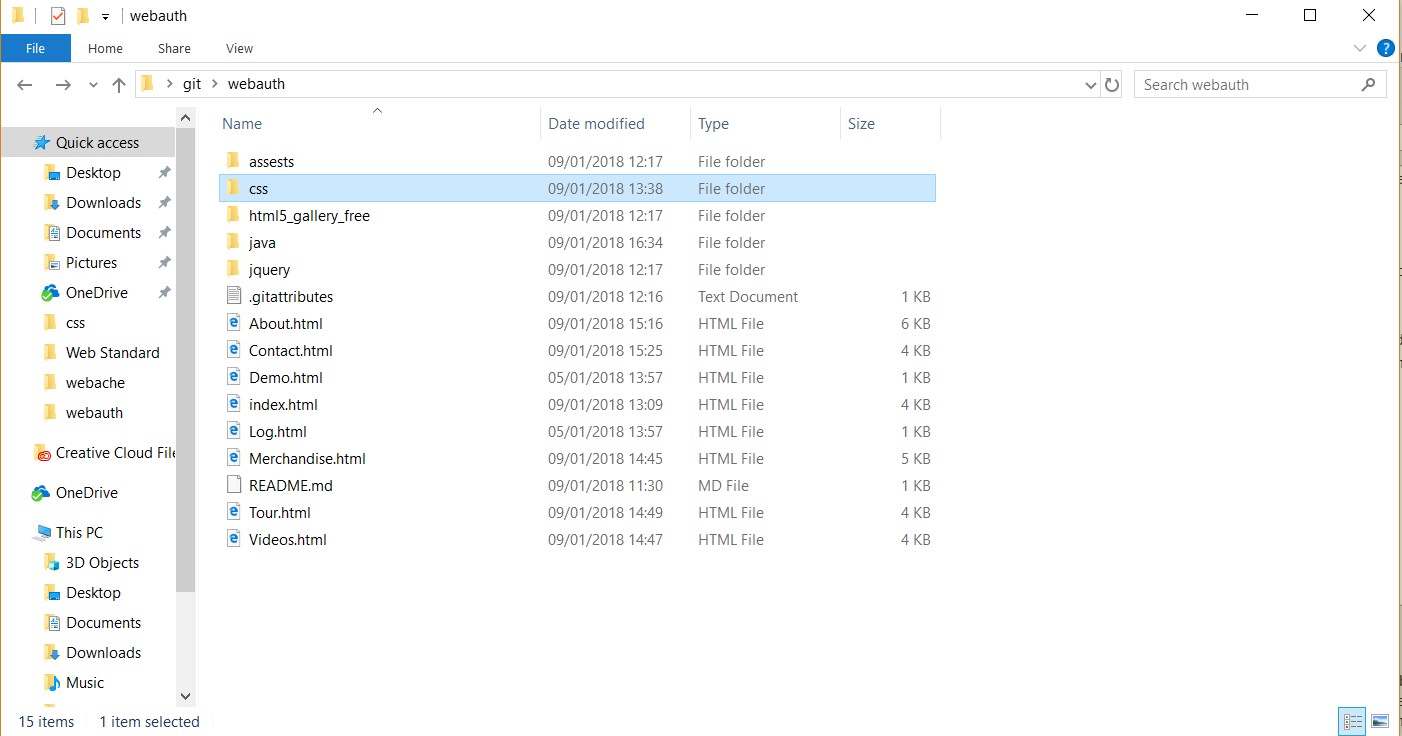 webauth
File Home Share View
git webauth
Search webauth
Name Date modified Type Size
Quick access
Desktop
Downloads
Documents
Pictures
OneDrive
css
Web Standard
webache
webauth
Creative Cloud File
OneDrive
This PC
3D Objects
Desktop
Documents
Downloads
Music
assests 09/01/2018 12:17 File folder
css 09/01/2018 13:38 File folder
html5_gallery_free 09/01/2018 12:17 File folder
java 09/01/2018 16:34 File folder
jquery 09/01/2018 12:17 File folder
.gitattributes 09/01/2018 12:16 Text Document 1 KB
About.html 09/01/2018 15:16 HTML File 6 KB
Contact.html 09/01/2018 15:25 HTML File 4 KB
Demo.html 05/01/2018 13:57 HTML File 1 KB
index.html 09/01/2018 13:09 HTML File 4 KB
Log.html 05/01/2018 13:57 HTML File 1 KB
Merchandise.html 09/01/2018 14:45 HTML File 5 KB
README.md 09/01/2018 11:30 MD File 1 KB
Tour.html 09/01/2018 14:49 HTML File 4 KB
Videos.html 09/01/2018 14:47 HTML File 4 KB
15 items 1 item selected